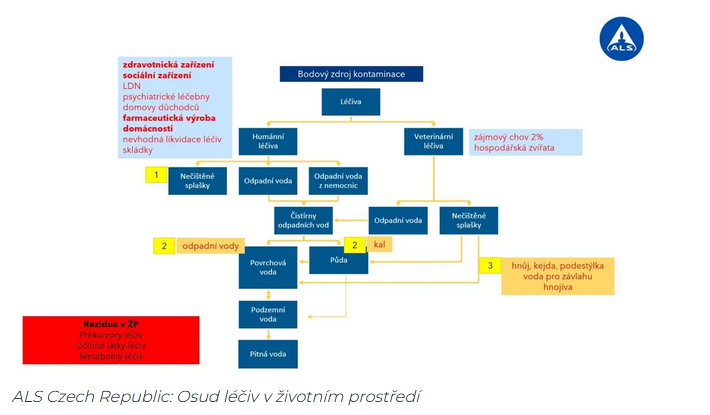 ALS
zdravotnická zařízení
sociální zařízení
LDN
psychiatrické léčebny
domovy důchodců
farmaceutická výroba
domácnosti
nevhodná likvidace léčiv
skládky
Bodový zdroj kontaminace
Léčiva
Humánní
léčiva
Veterinární
léčiva
zájmový chov 2%
hospodářská zvířata
1
Nečištěné
splašky
Odpadní voda
Odpadní voda
z nemocnic
Čistírny
odpadních vod
Odpadní voda
Nečištěné
splašky
2
odpadní vody
2
kal
Povrchová
voda
Půda
3
hnůj, kejda, podestýlka
voda pro závlahu
hnojiva
Podzemní
voda
Pitná voda
Rezidua v ŽP
Prekurzory léčiv
Účinné látky léčiv
Metabolity léčiv
ALS Czech Republic: Osud léčiv v životním prostředí